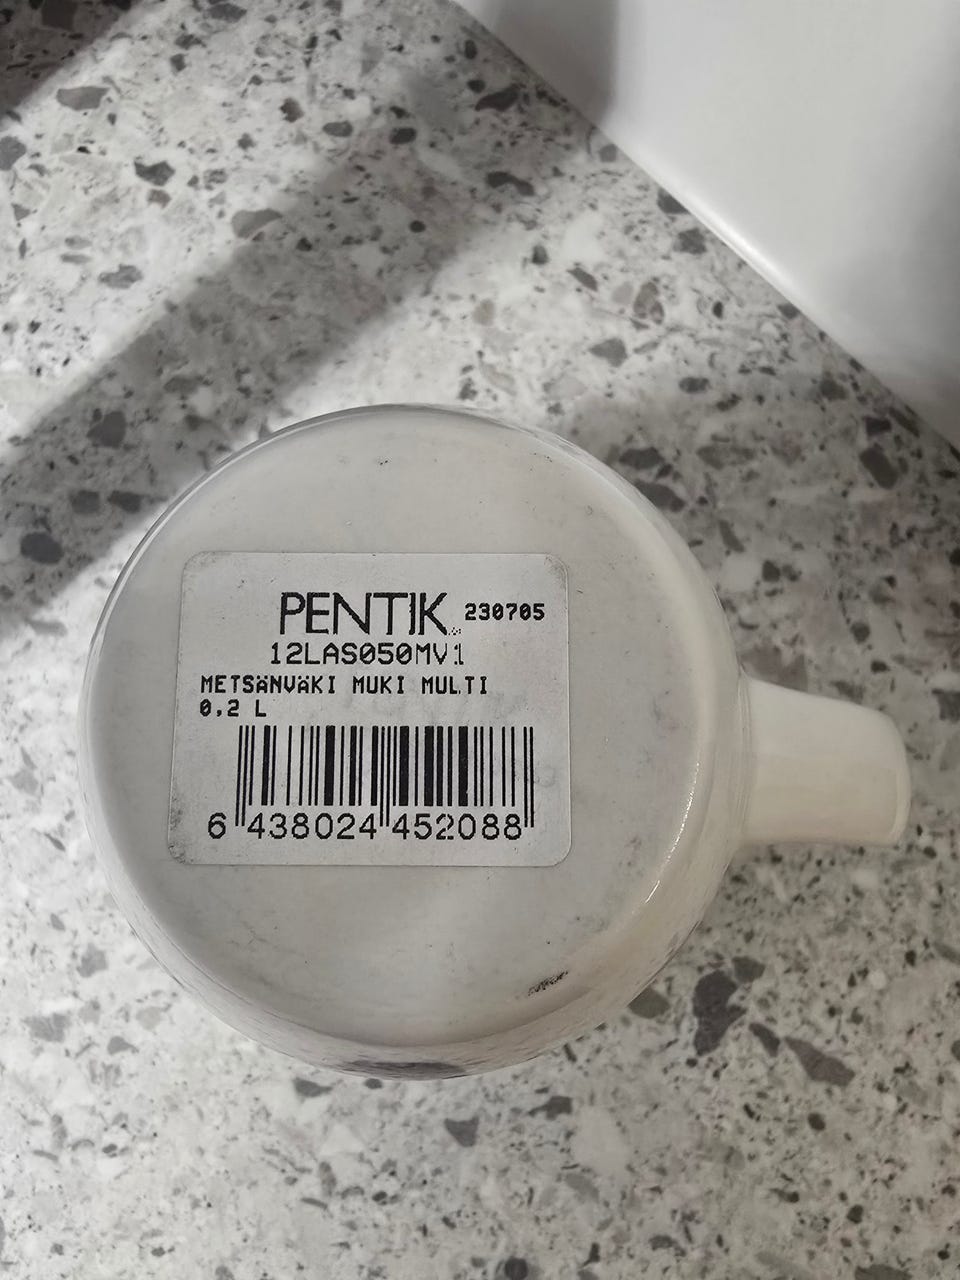 PENTIK 230705
12LAS050MV1
METSÄNVÄKI MUKI MULTI
0,2 L
6 438024 452088